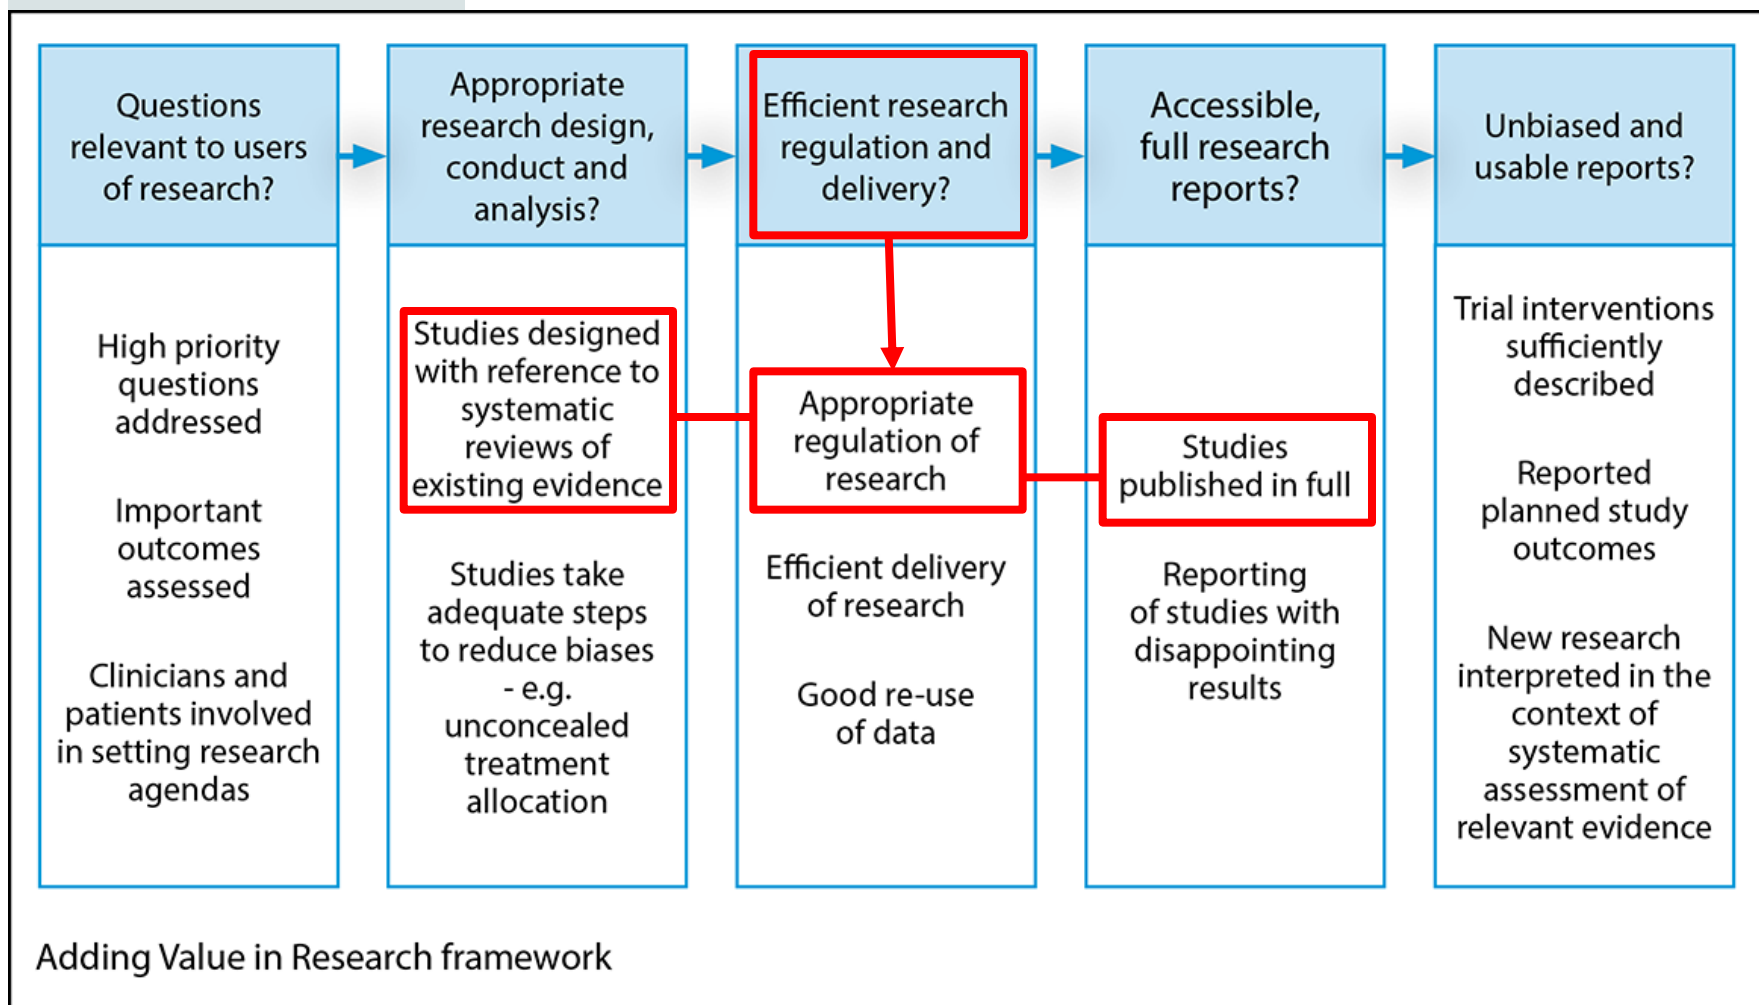 Questions
relevant to users
of research?
High priority
questions
addressed
Important
outcomes
assessed
Clinicians and
patients involved
in setting research
agendas
Appropriate
research design,
conduct and
analysis?
Studies designed
with reference to
systematic
reviews of
existing evidence
Studies take
adequate steps
to reduce biases
- e.g.
unconcealed
treatment
allocation
Efficient research
regulation and
delivery?
Appropriate
regulation of
research
Efficient delivery
of research
Good re-use
of data
Accessible,
full research
reports?
Studies
published in full
Reporting
of studies with
disappointing
results
Unbiased and
usable reports?
Trial interventions
sufficiently
described
Reported
planned study
outcomes
New research
interpreted in the
context of
systematic
assessment of
relevant evidence
Adding Value in Research framework